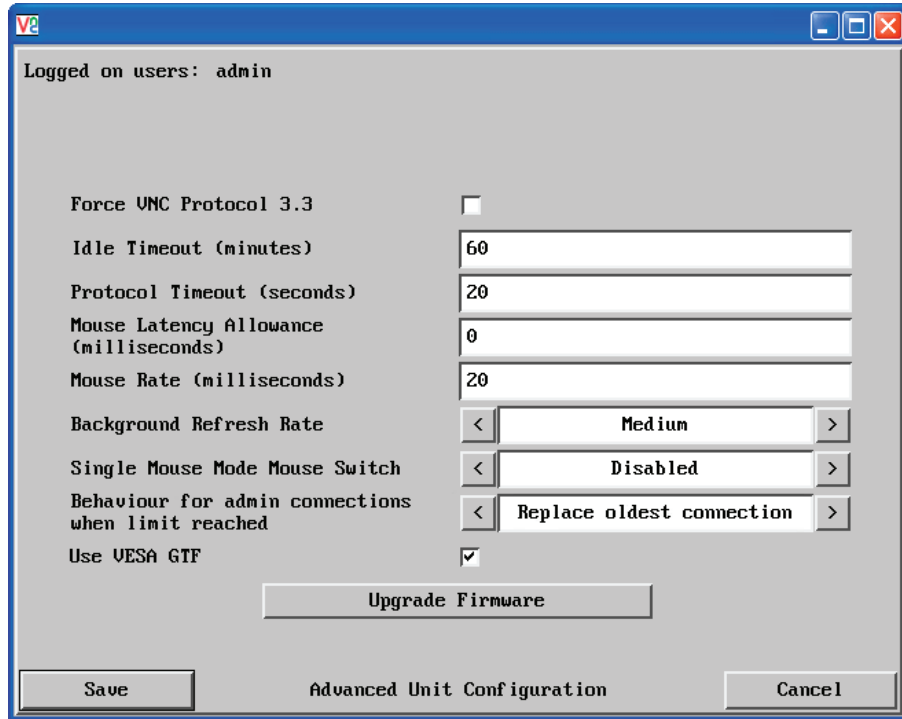 Logged on users: admin
Force VNC Protocol 3.3
Idle Timeout (minutes) 60
Protocol Timeout (seconds) 20
Mouse Latency Allowance
(milliseconds) 0
Mouse Rate (milliseconds) 20
Background Refresh Rate < Medium >
Single Mouse Mode Mouse Switch < Disabled >
Behaviour for admin connections
when limit reached < Replace oldest connection >
Use VESA GTF
Upgrade Firmware
Save Advanced Unit Configuration Cancel